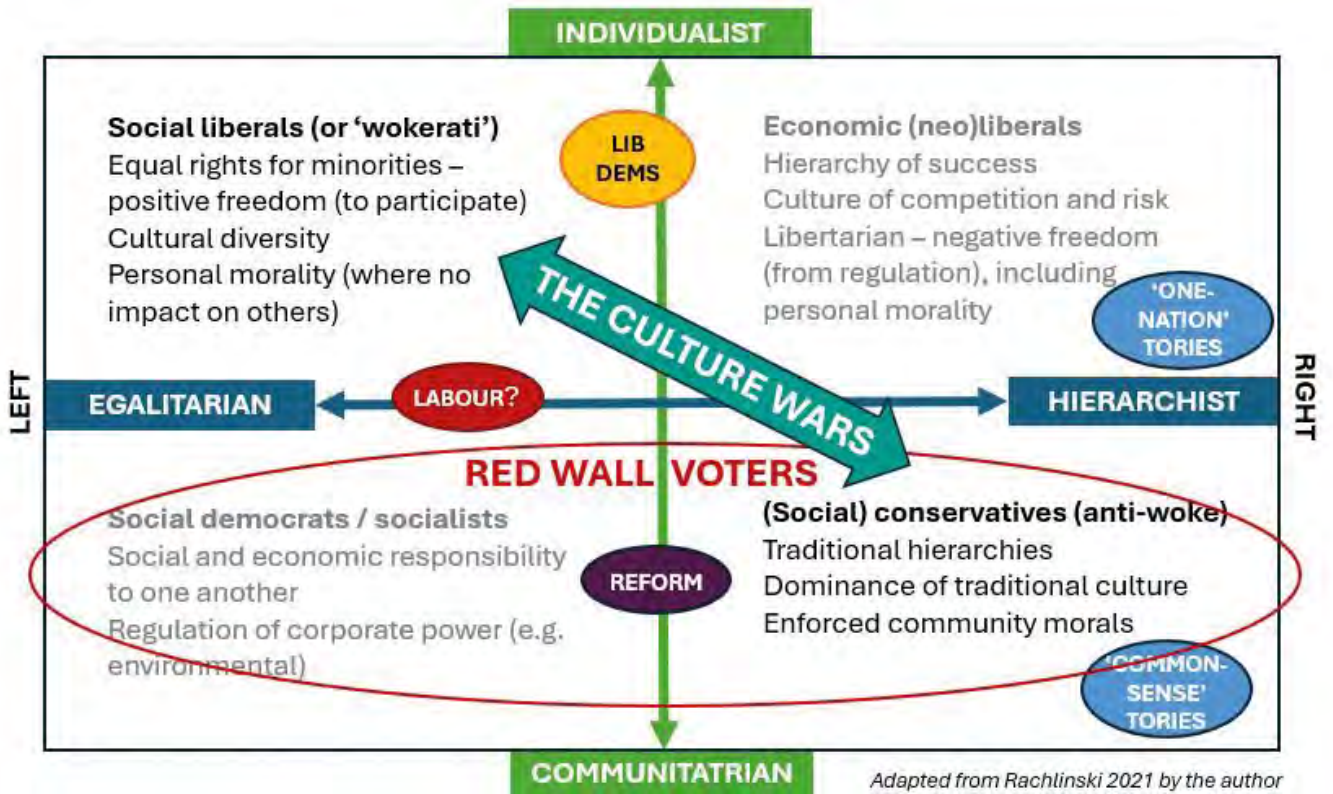 INDIVIDUALIST
Social liberals (or ‘wokerati’)
Equal rights for minorities –
positive freedom (to participate)
Cultural diversity
Personal morality (where no
impact on others)
LIB
DEMS
Economic (neo)liberals
Hierarchy of success
Culture of competition and risk
Libertarian – negative freedom
(from regulation), including
personal morality
‘ONE-
NATION’
TORIES
THE CULTURE WARS
LEFT
EGALITARIAN
LABOUR?
HIERARCHIST
RIGHT
RED WALL VOTERS
Social democrats / socialists
Social and economic responsibility
to one another
Regulation of corporate power (e.g.
environmental)
REFORM
(Social) conservatives (anti-woke)
Traditional hierarchies
Dominance of traditional culture
Enforced community morals
‘COMMON-
SENSE’
TORIES
COMMUNITATRIAN
Adapted from Rachlinski 2021 by the author